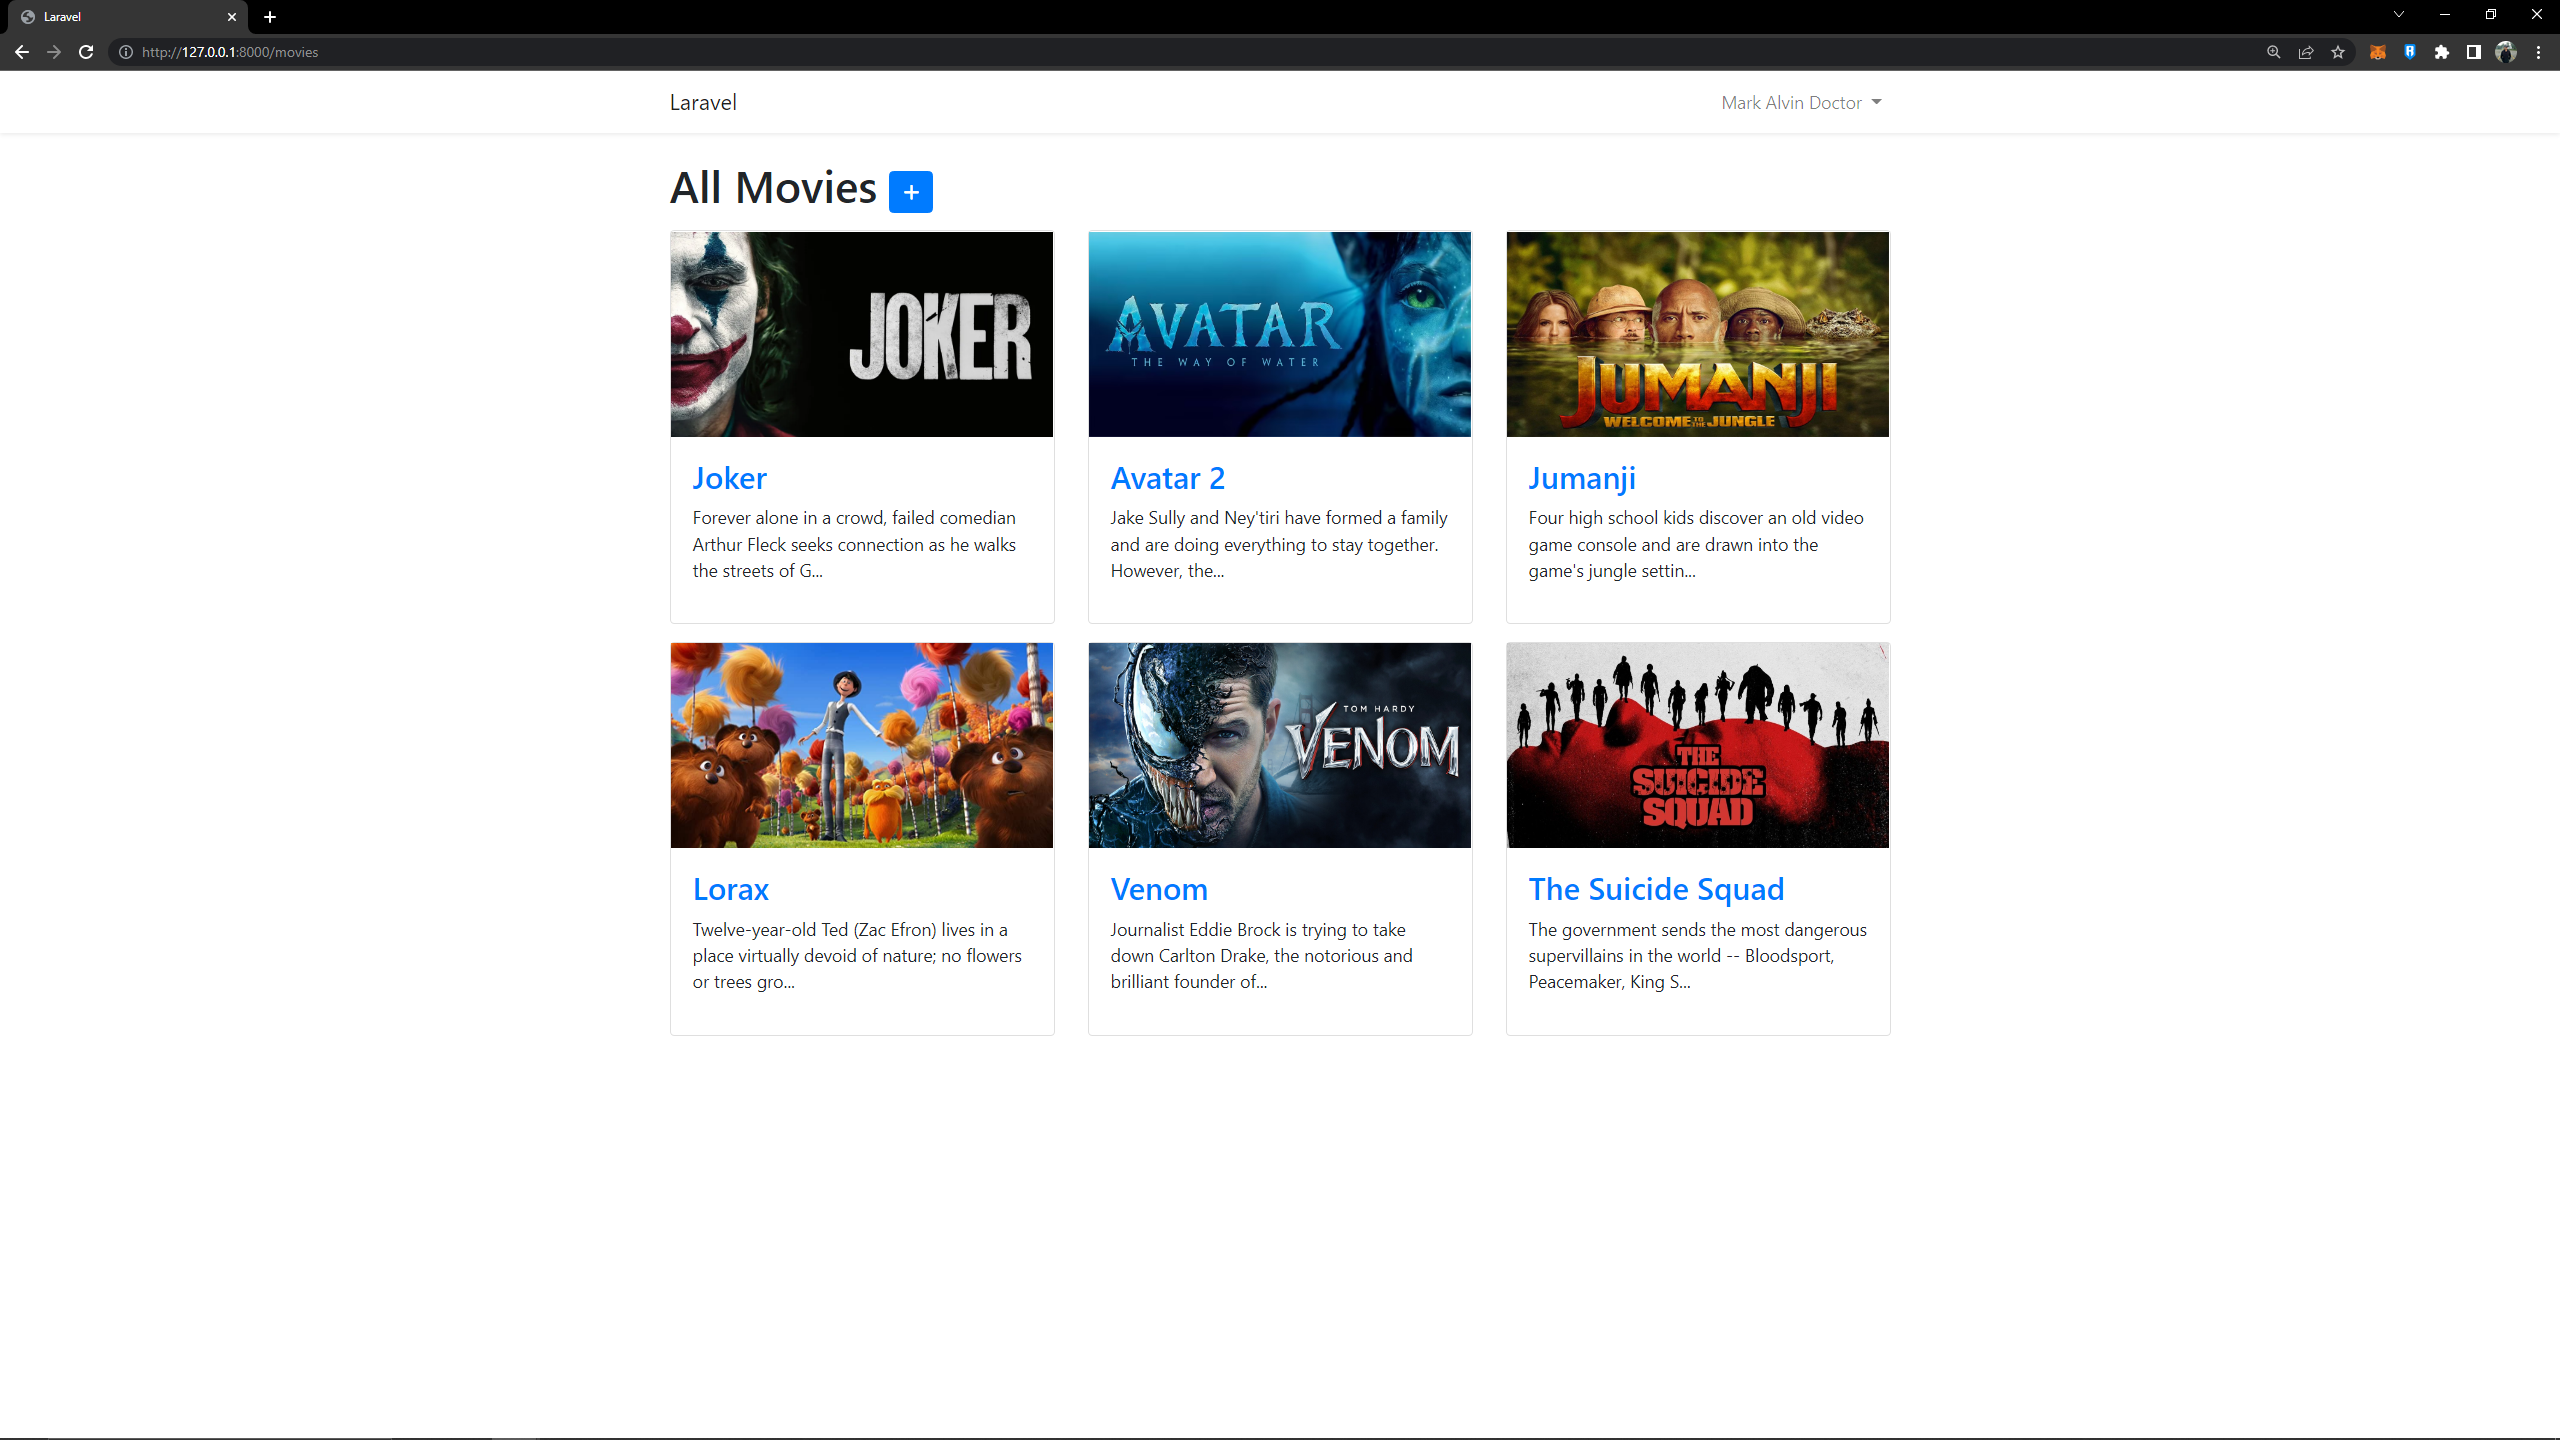 Laravel
http://127.0.0.1:8000/movies
Laravel
Mark Alvin Doctor
All Movies +
JOKER
AVATAR
THE WAY OF WATER
JUMANJI
WELCOME TO THE JUNGLE
Joker
Forever alone in a crowd, failed comedian
Arthur Fleck seeks connection as he walks
the streets of G...
Avatar 2
Jake Sully and Ney'tiri have formed a family
and are doing everything to stay together.
However, the...
Jumanji
Four high school kids discover an old video
game console and are drawn into the
game's jungle settin...
TOM HARDY
VENOM
THE
SUICIDE
SQUAD
Lorax
Twelve-year-old Ted (Zac Efron) lives in a
place virtually devoid of nature; no flowers
or trees gro...
Venom
Journalist Eddie Brock is trying to take
down Carlton Drake, the notorious and
brilliant founder of...
The Suicide Squad
The government sends the most dangerous
supervillains in the world -- Bloodsport,
Peacemaker, King S...